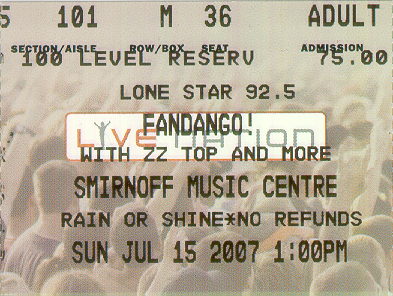 5 101 M 36 ADULT
SECTION/AISLE ROW/BOX SEAT ADMISSION
100 LEVEL RESERV 75.00
LONE STAR 92.5
FANDANGO!
LIVE NATION
WITH ZZ TOP AND MORE
SMIRNOFF MUSIC CENTRE
RAIN OR SHINE*NO REFUNDS
SUN JUL 15 2007 1:00PM